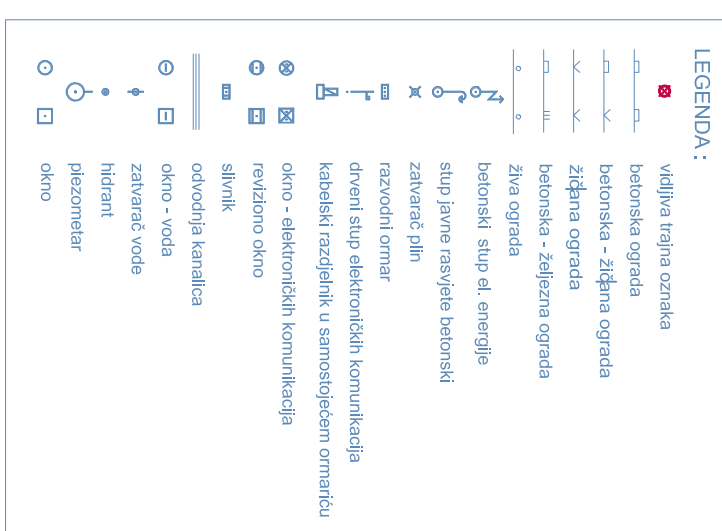 LEGENDA :
vidljiva trajna oznaka
betonska ograda
betonska - žičana ograda
žičana ograda
betonska - željezna ograda
živa ograda
betonski stup el. energije
stup javne rasvjete betonski
zatvarač plin
razvodni ormar
drveni stup elektroničkih komunikacija
kabelski razdjelnik u samostojećem ormariću
okno - elektroničkih komunikacija
reviziono okno
slivnik
odvodnja kanalica
okno - voda
zatvarač vode
hidrant
piezometar
okno